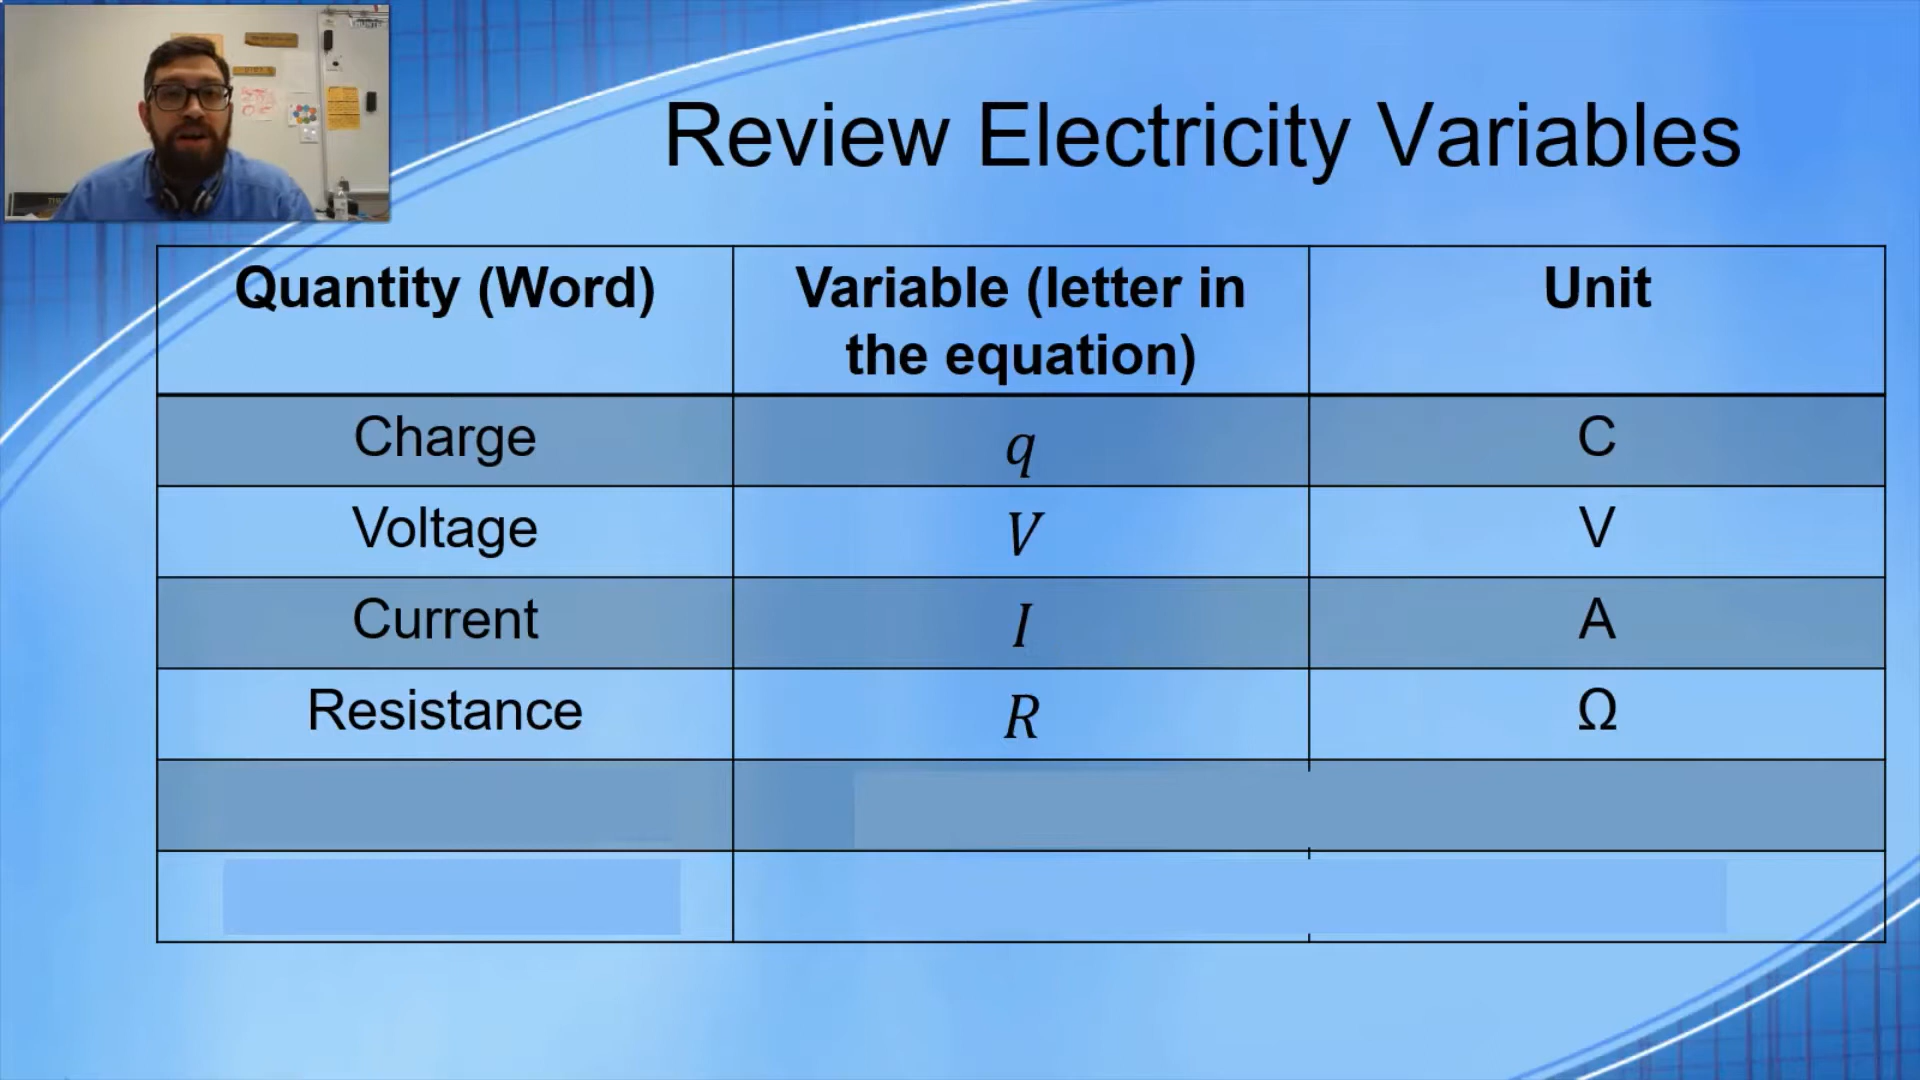 Review Electricity Variables
Quantity (Word)
Variable (letter in
the equation)
Unit
Charge
q
C
Voltage
V
V
Current
I
A
Resistance
R
Ω